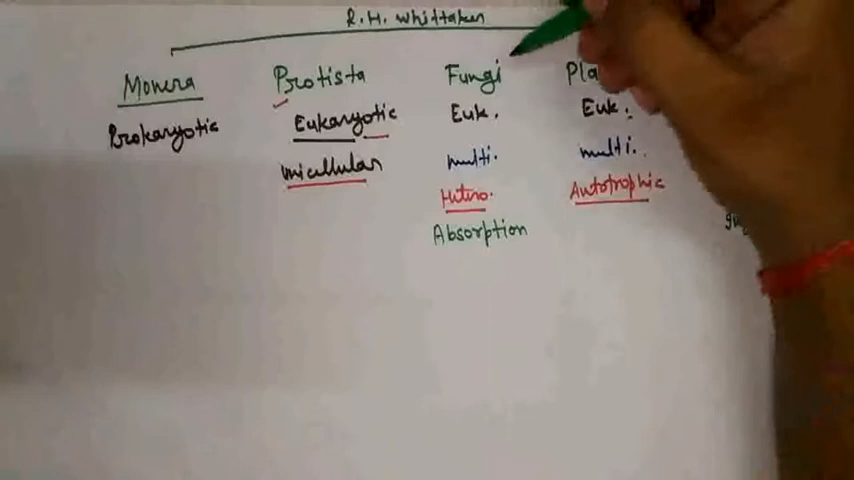 R.H. Whittaker
Monera
Protista
Fungi
Prokaryotic
Eukaryotic
Euk.
Euk.
unicellular
multi.
multi.
Hetero.
Autotrophic
Absorption